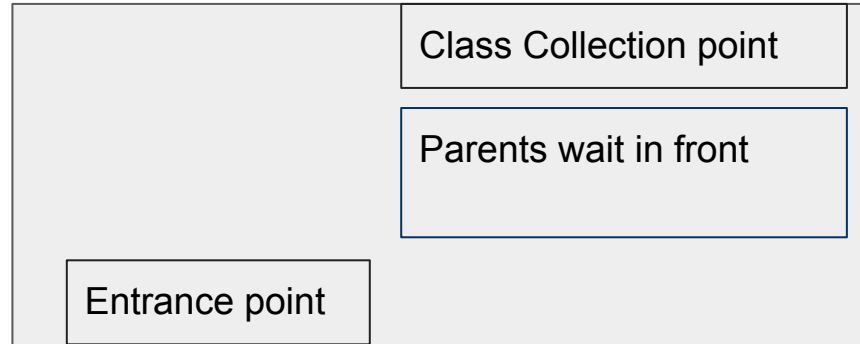 Class Collection point
Parents wait in front
Entrance point